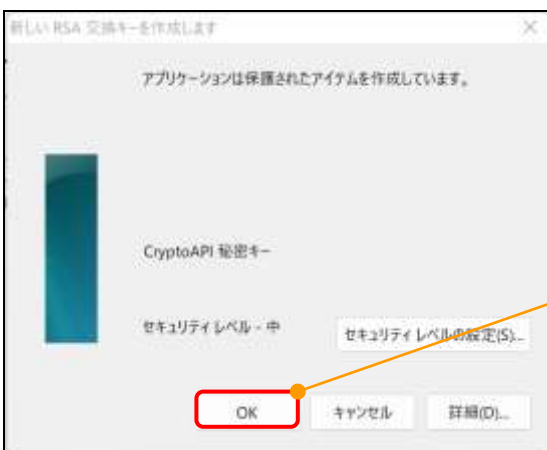 新しい RSA 交換キーを作成します
アプリケーションは保護されたアイテムを作成しています。
CryptoAPI 秘密キー
セキュリティ レベル - 中
セキュリティ レベルの設定(S)...
OK
キャンセル
詳細(D)...